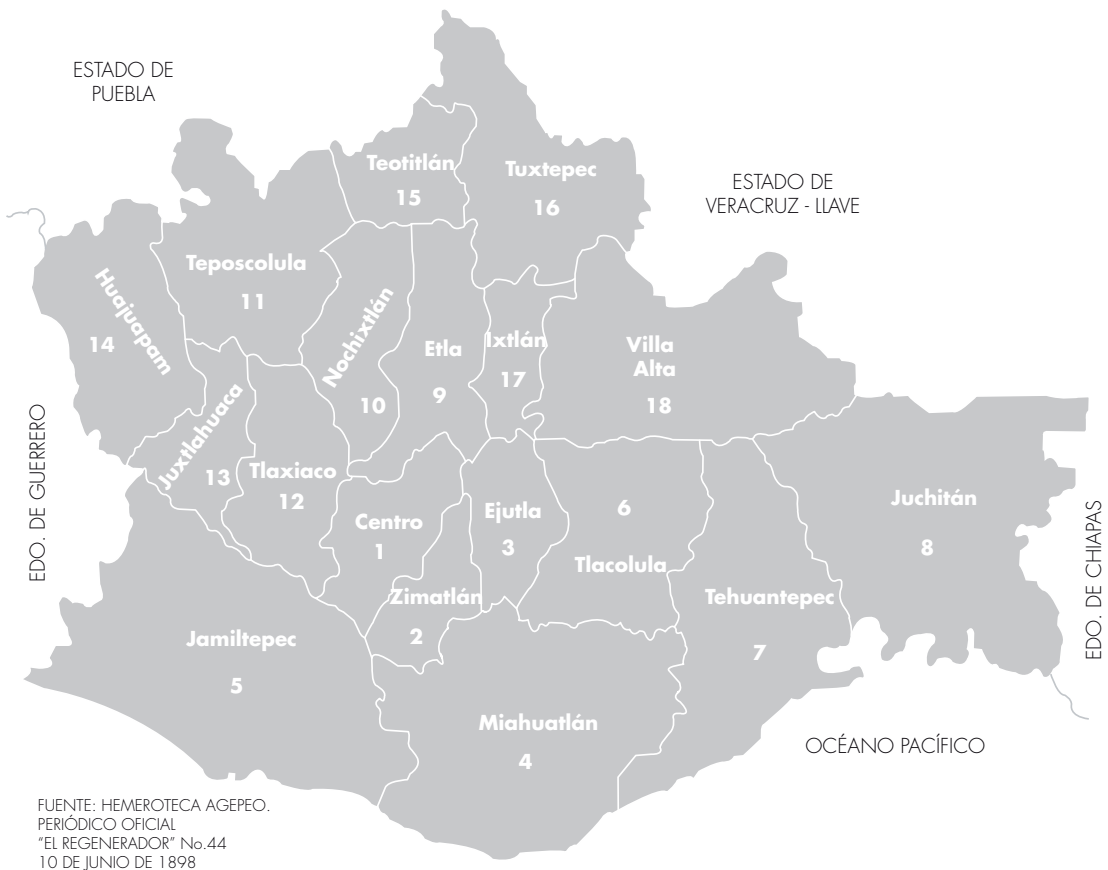 ESTADO DE
PUEBLA
Teotitlán
15
Tuxtepec
16
ESTADO DE
VERACRUZ - LLAVE
Teposcolula
11
Huajuapam
14
Nochixtlán
10
Etla
9
Ixtlán
17
Villa
Alta
18
EDO. DE GUERRERO
Juxtlahuaca
13
Tlaxiaco
12
Centro
1
Ejutla
3
6
Tlacolula
Juchitán
8
EDO. DE CHIAPAS
Zimatlán
2
Tehuantepec
7
Jamiltepec
5
Miahuatlán
4
OCÉANO PACÍFICO
FUENTE: HEMEROTECA AGEPEO.
PERIÓDICO OFICIAL
"EL REGENERADOR" No.44
10 DE JUNIO DE 1898